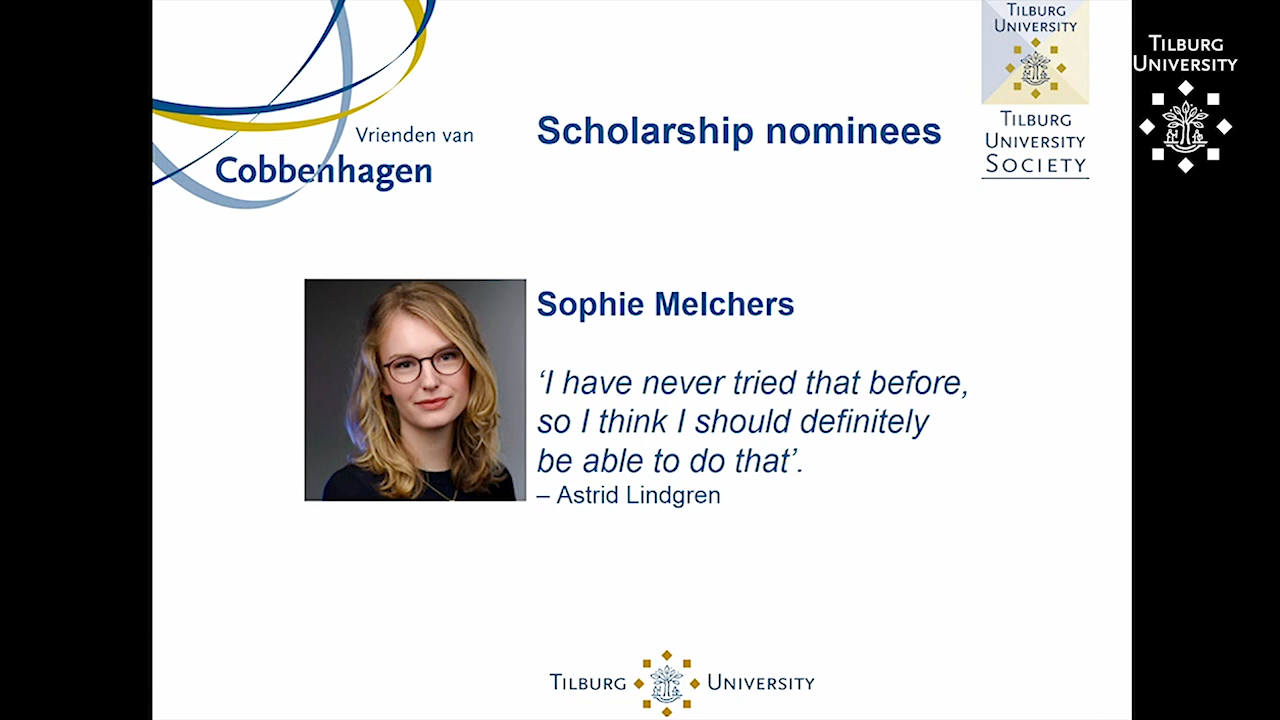 Vrienden van
Cobbenhagen
Scholarship nominees
TILBURG
UNIVERSITY
TILBURG
UNIVERSITY
SOCIETY
TILBURG
UNIVERSITY
Sophie Melchers
‘I have never tried that before,
so I think I should definitely
be able to do that’.
– Astrid Lindgren
TILBURG UNIVERSITY